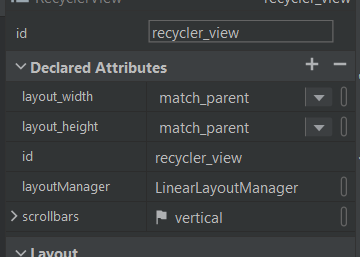 RecyclerView recycler_view
id recycler_view
Declared Attributes
layout_width match_parent
layout_height match_parent
id recycler_view
layoutManager LinearLayoutManager
scrollbars vertical
Layout